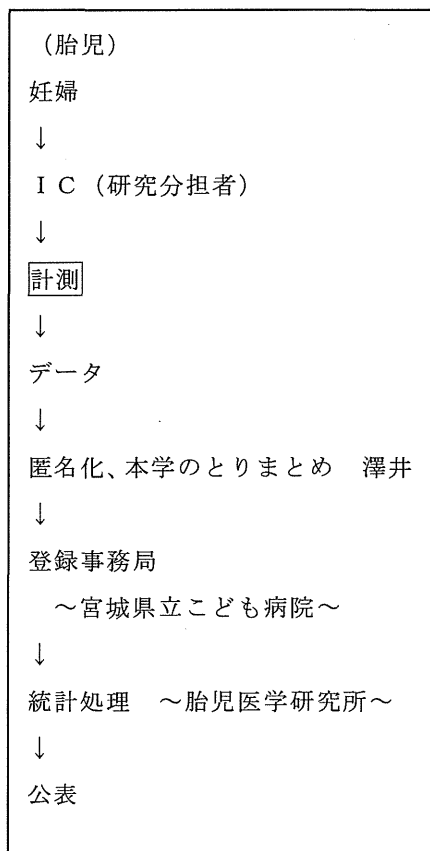 (胎児)
妊婦
↓
IC(研究分担者)
↓
計測
↓
データ
↓
匿名化、本学のとりまとめ 澤井
↓
登録事務局
~宮城県立こども病院~
↓
統計処理 ~胎児医学研究所~
↓
公表